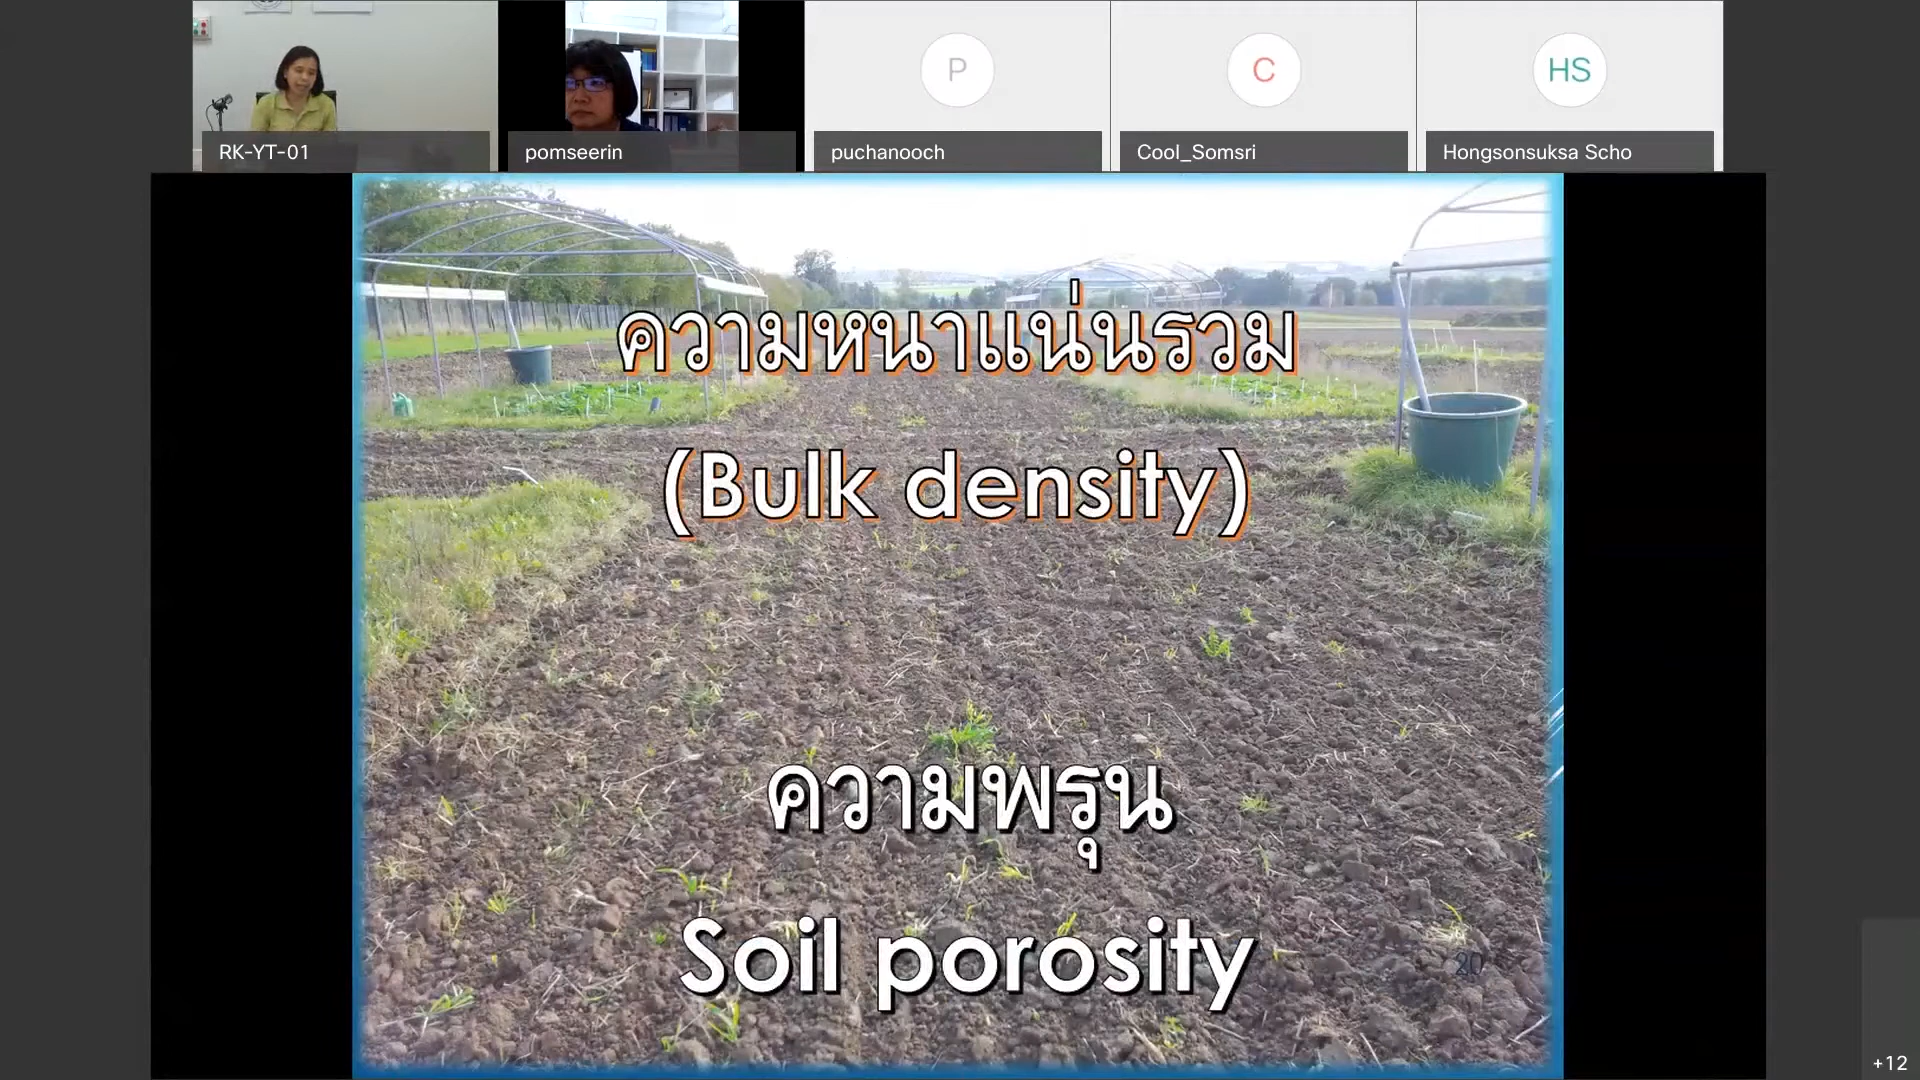 P
C
HS
RK-YT-01
pomseerin
puchanooch
Cool_Somsri
Hongsonsuksa Scho
ความหนาแน่นรวม
(Bulk density)
ความพรุน
Soil porosity
20
+12